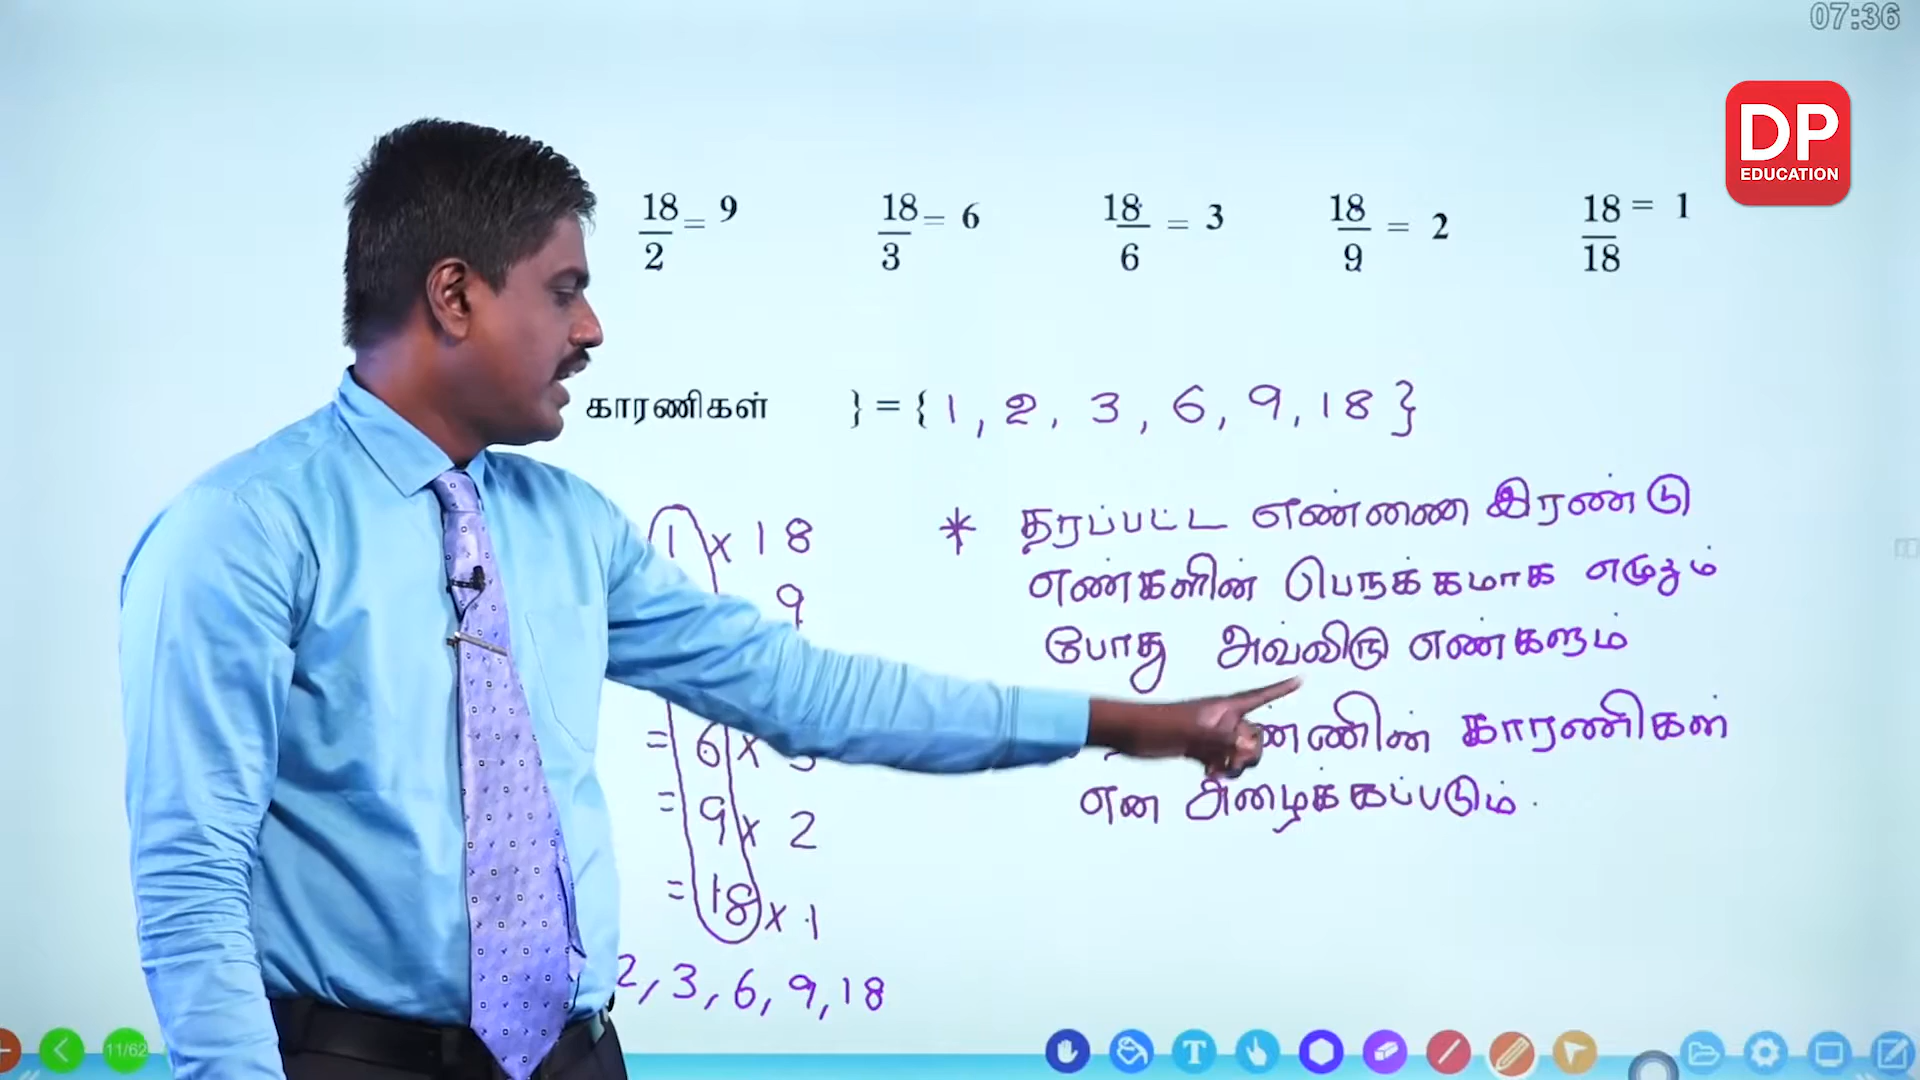 07:36
DP
EDUCATION
18/2 = 9 18/3 = 6 18/6 = 3 18/9 = 2 18/18 = 1
காரணிகள் } = { 1, 2, 3, 6, 9, 18 }
* தரப்பட்ட எண்ணை இரண்டு
எண்களின் பெருக்கமாக எழுதும்
போது அவ்விரு எண்களும்
காரணிகள்
என அழைக்கப்படும்.
1 x 18
9
= 6 x
= 9 x 2
= 18 x 1
2, 3, 6, 9, 18
11/62